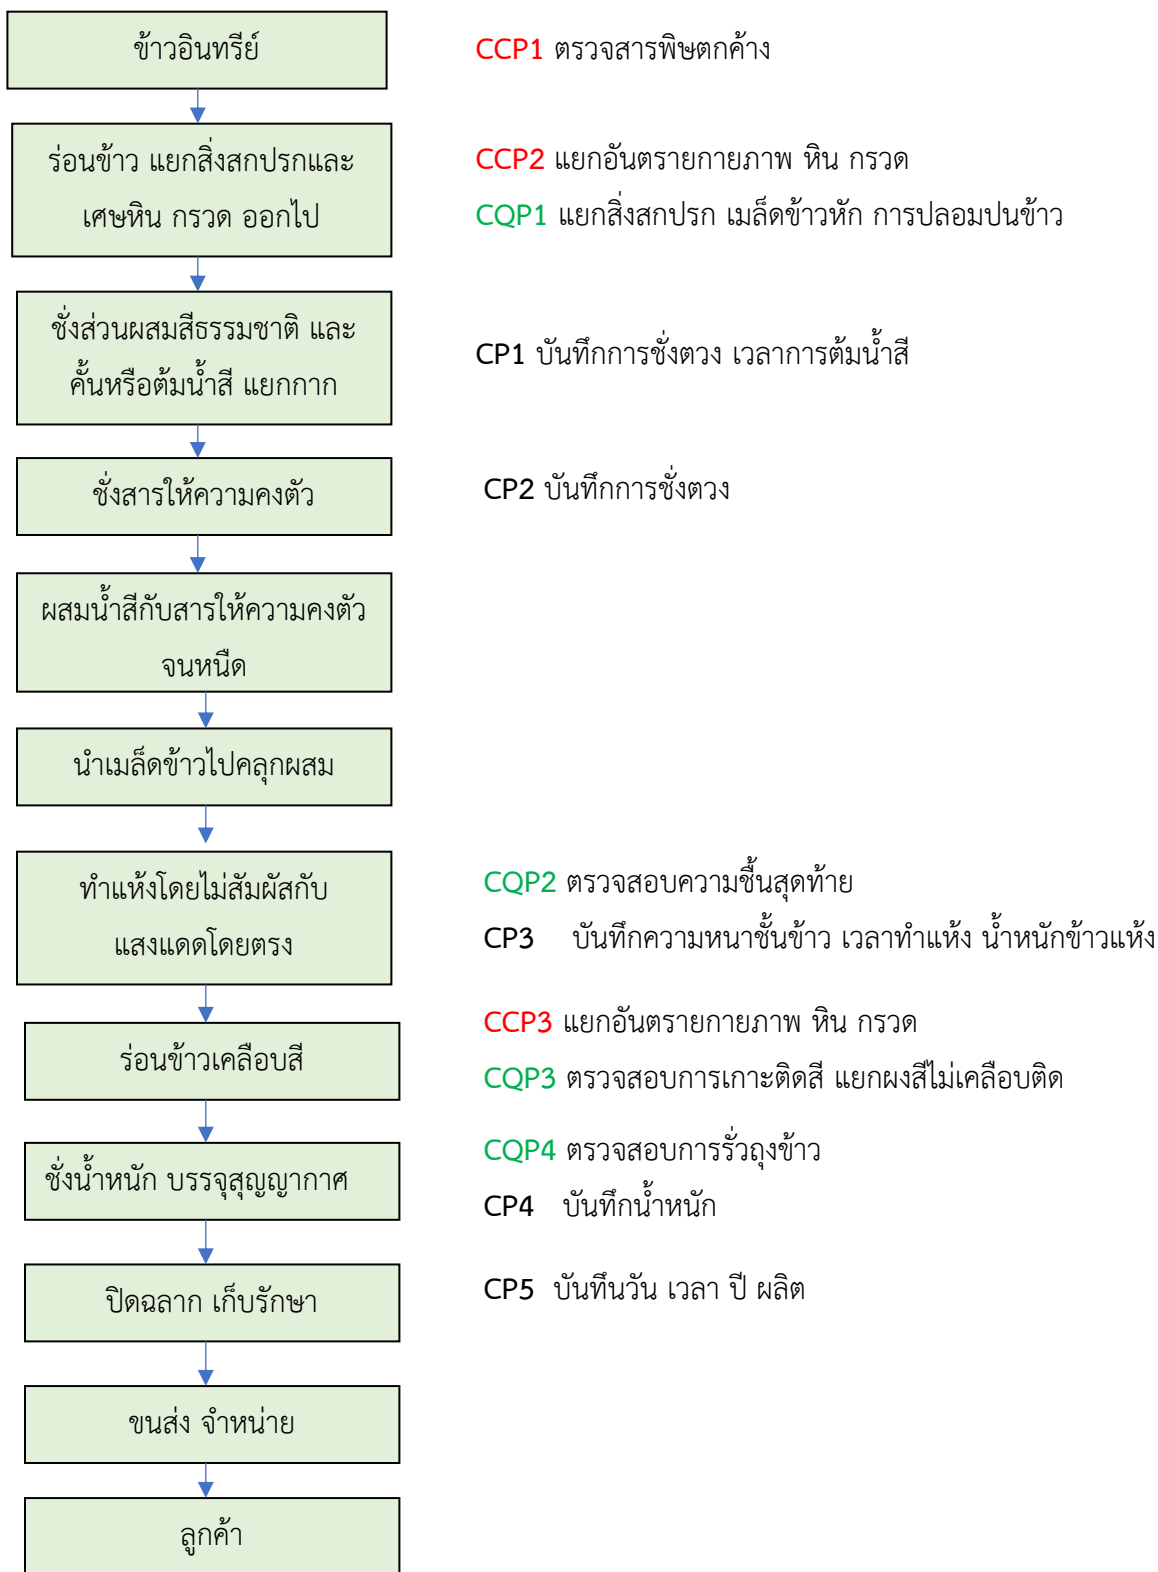 ข้าวอินทรีย์
CCP1 ตรวจสารพิษตกค้าง
ร่อนข้าว แยกสิ่งสกปรกและ
เศษหิน กรวด ออกไป
CCP2 แยกอันตรายกายภาพ หิน กรวด
CQP1 แยกสิ่งสกปรก เมล็ดข้าวหัก การปลอมปนข้าว
ชั่งส่วนผสมสีธรรมชาติ และ
คั้นหรือต้มน้ำสี แยกกาก
CP1 บันทึกการชั่งตวง เวลาการต้มน้ำสี
ชั่งสารให้ความคงตัว
CP2 บันทึกการชั่งตวง
ผสมน้ำสีกับสารให้ความคงตัว
จนหนืด
นำเมล็ดข้าวไปคลุกผสม
ทำแห้งโดยไม่สัมผัสกับ
แสงแดดโดยตรง
CQP2 ตรวจสอบความชื้นสุดท้าย
CP3 บันทึกความหนาชั้นข้าว เวลาทำแห้ง น้ำหนักข้าวแห้ง
ร่อนข้าวเคลือบสี
CCP3 แยกอันตรายกายภาพ หิน กรวด
CQP3 ตรวจสอบการเกาะติดสี แยกผงสีไม่เคลือบติด
ชั่งน้ำหนัก บรรจุสุญญากาศ
CQP4 ตรวจสอบการรั่วถุงข้าว
CP4 บันทึกน้ำหนัก
ปิดฉลาก เก็บรักษา
CP5 บันทึนวัน เวลา ปี ผลิต
ขนส่ง จำหน่าย
ลูกค้า